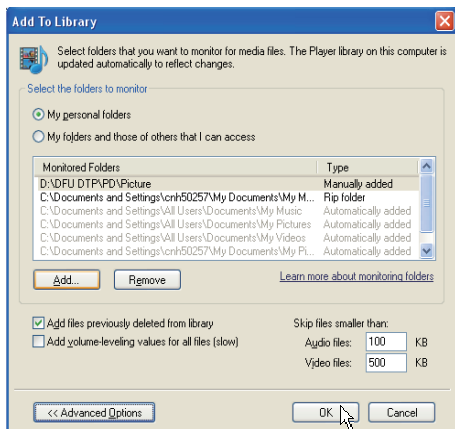 Add To Library
Select folders that you want to monitor for media files. The Player library on this computer is
updated automatically to reflect changes.
Select the folders to monitor
My personal folders
My folders and those of others that I can access
Monitored Folders Type
D:\DFU DTP\PD\Picture Manually added
C:\Documents and Settings\cnh50257\My Documents\My M... Rip folder
C:\Documents and Settings\All Users\Documents\My Music Automatically added
C:\Documents and Settings\All Users\Documents\My Pictures Automatically added
C:\Documents and Settings\All Users\Documents\My Videos Automatically added
C:\Documents and Settings\cnh50257\My Documents\My Pi... Automatically added
Add... Remove Learn more about monitoring folders
Add files previously deleted from library Skip files smaller than:
Add volume-leveling values for all files (slow) Audio files: 100 KB
Video files: 500 KB
<< Advanced Options OK Cancel